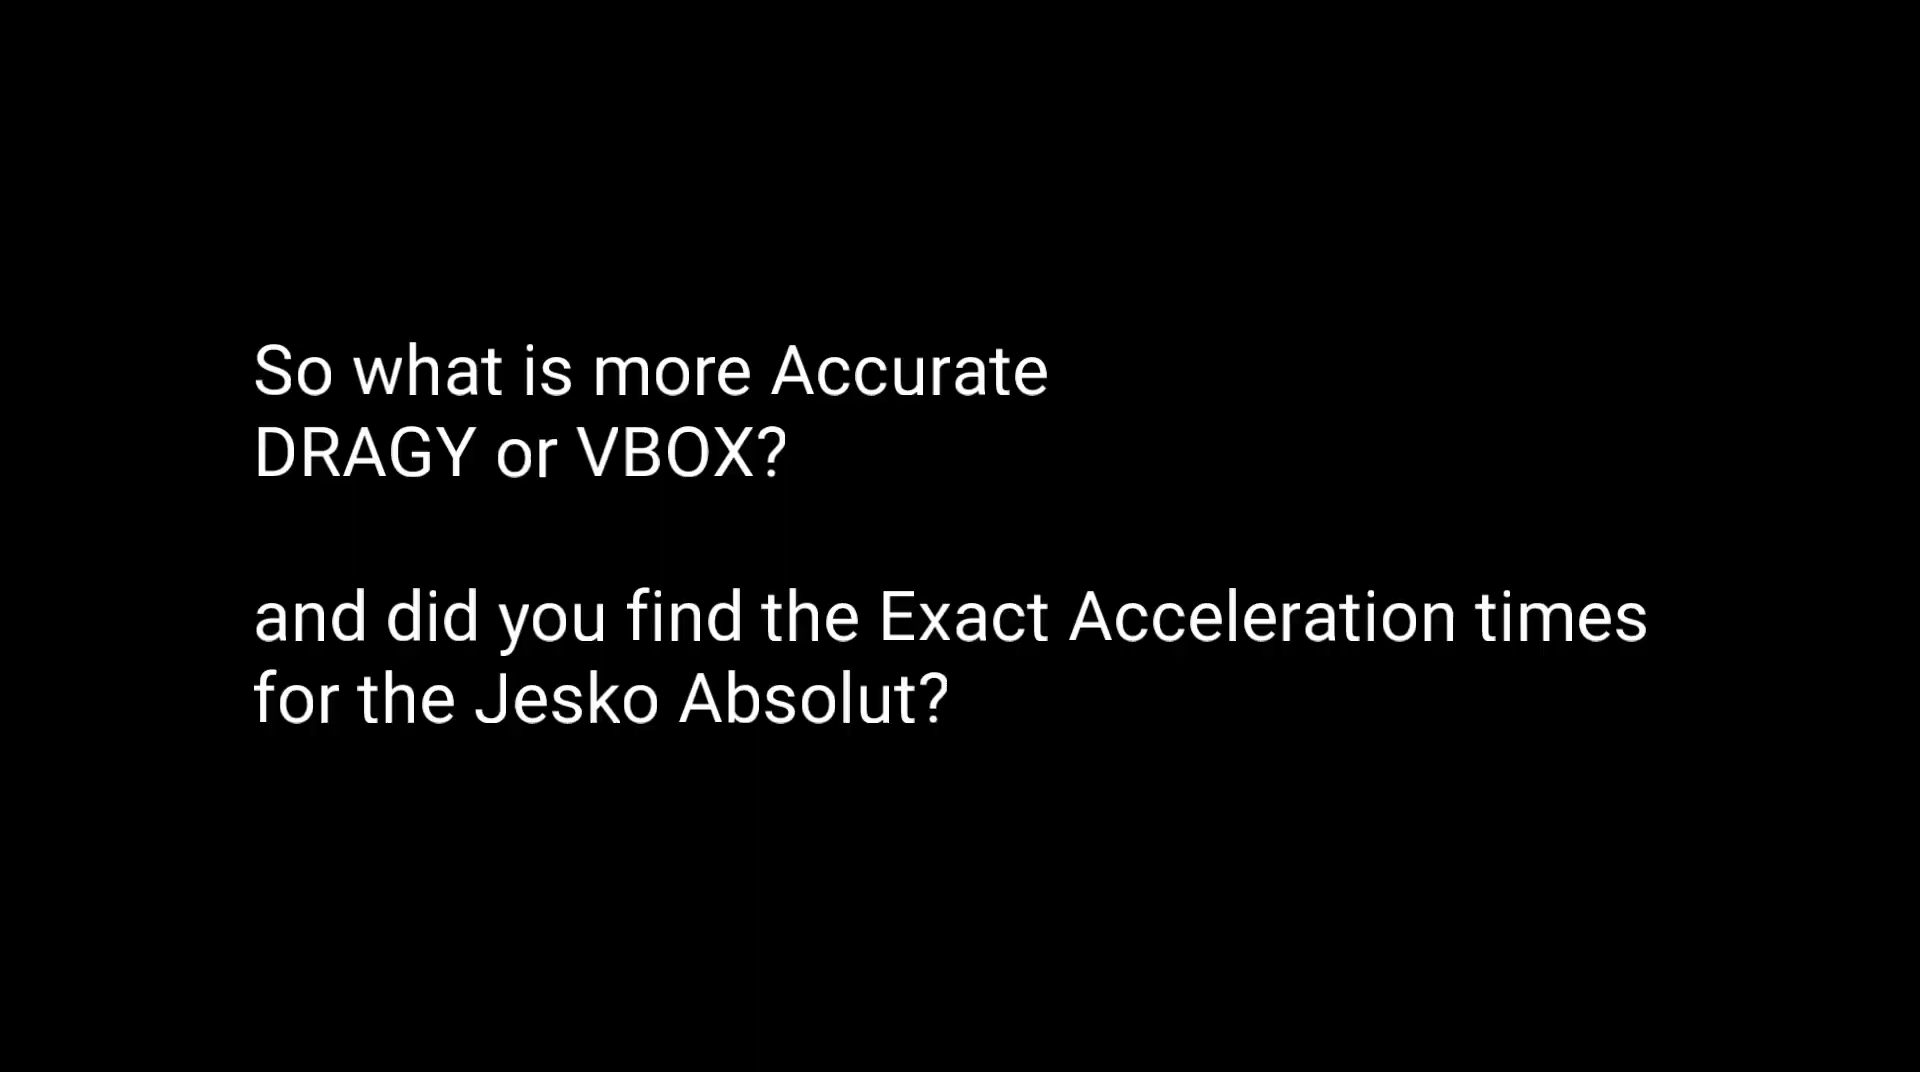 So what is more Accurate
DRAGY or VBOX?
and did you find the Exact Acceleration times
for the Jesko Absolut?